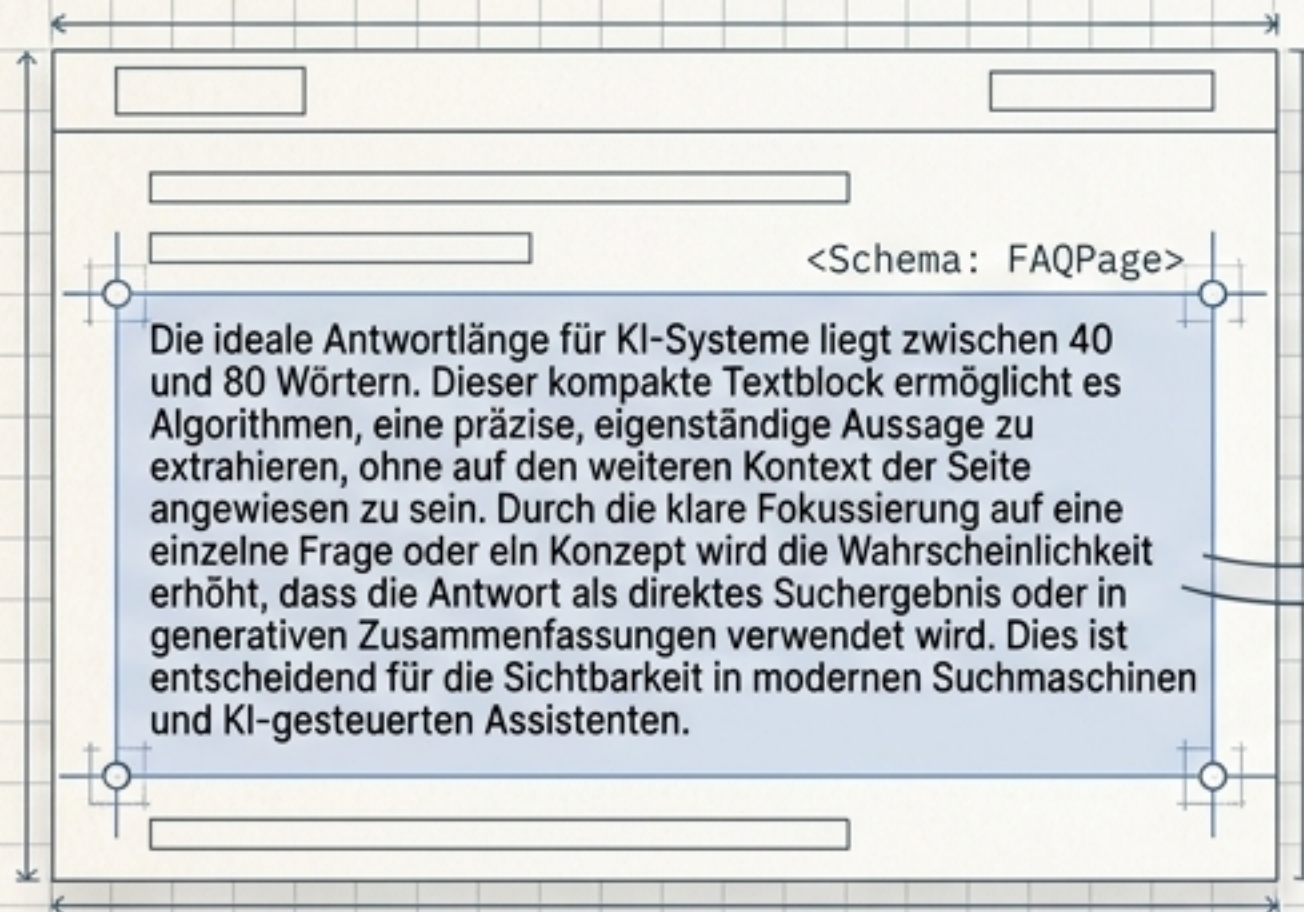 <Schema: FAQPage>
Die ideale Antwortlänge für KI-Systeme liegt zwischen 40
und 80 Wörtern. Dieser kompakte Textblock ermöglicht es
Algorithmen, eine präzise, eigenständige Aussage zu
extrahieren, ohne auf den weiteren Kontext der Seite
angewiesen zu sein. Durch die klare Fokussierung auf eine
einzelne Frage oder eln Konzept wird die Wahrscheinlichkeit
erhōht, dass die Antwort als direktes Suchergebnis oder in
generativen Zusammenfassungen verwendet wird. Dies ist
entscheidend für die Sichtbarkeit in modernen Suchmaschinen
und KI-gesteuerten Assistenten.